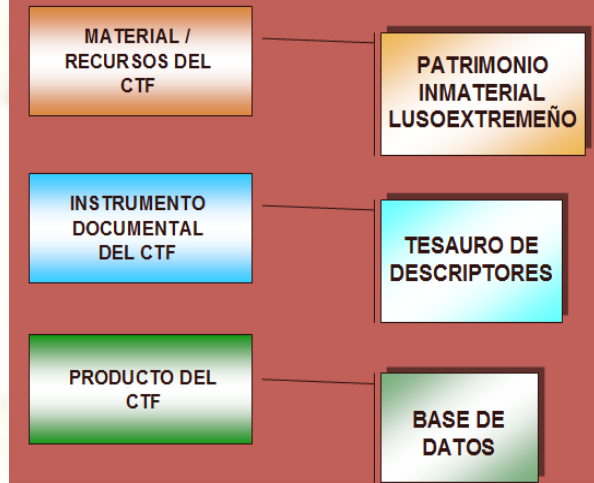 MATERIAL /
RECURSOS DEL
CTF
PATRIMONIO
INMATERIAL
LUSOEXTREMEÑO
INSTRUMENTO
DOCUMENTAL
DEL CTF
TESAURO DE
DESCRIPTORES
PRODUCTO DEL
CTF
BASE DE
DATOS